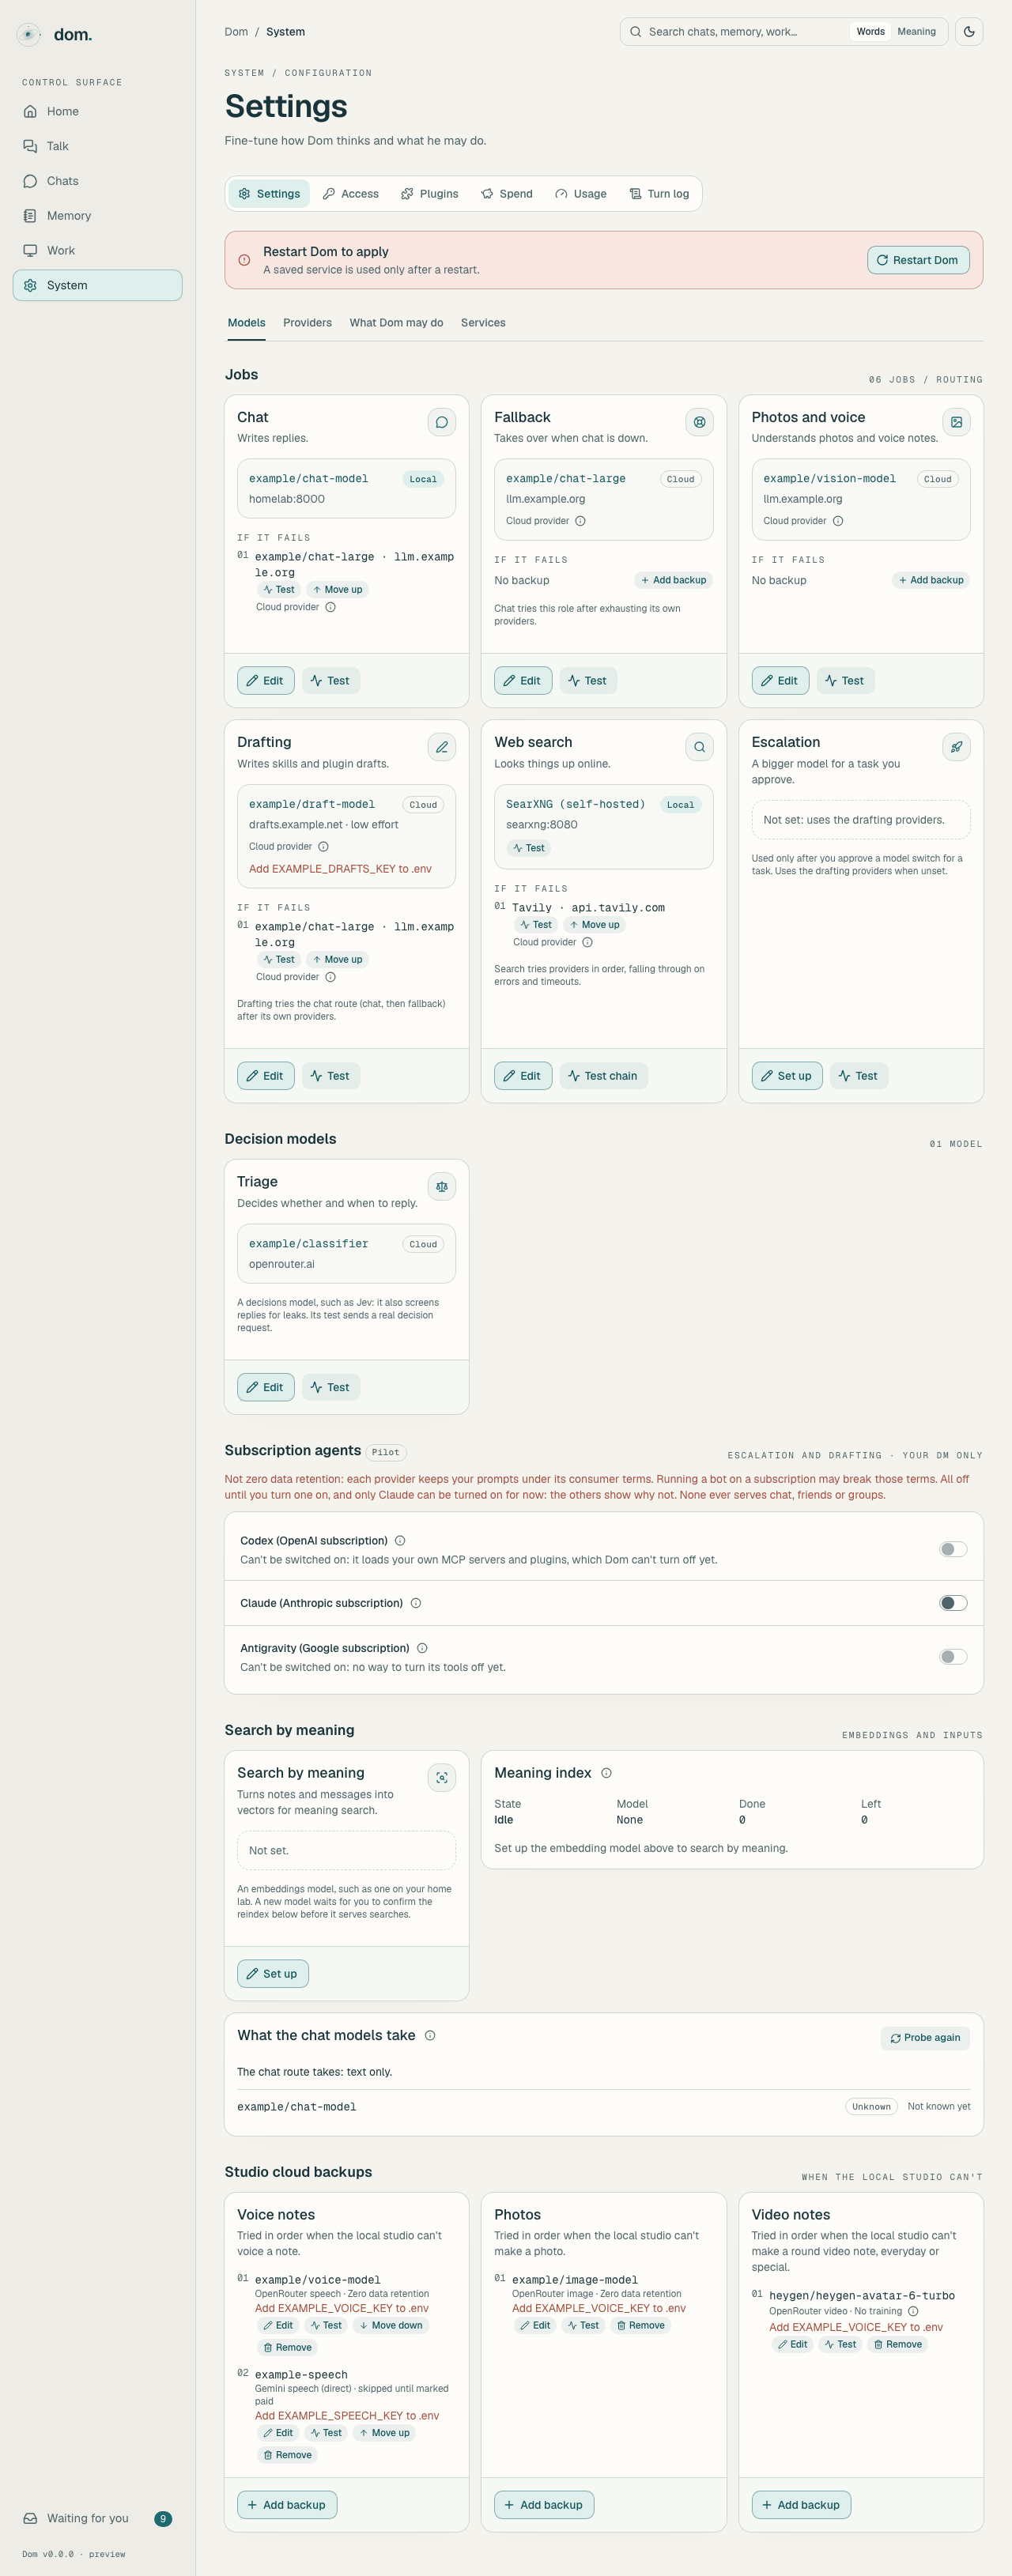 dom.
CONTROL SURFACE
Home
Talk
Chats
Memory
Work
System
Waiting for you 9
Dom v0.0.0 · preview
Dom / System
Search chats, memory, work… Words Meaning
SYSTEM / CONFIGURATION
Settings
Fine-tune how Dom thinks and what he may do.
Settings Access Plugins Spend Usage Turn log
Restart Dom to apply
A saved service is used only after a restart.
Restart Dom
Models Providers What Dom may do Services
Jobs
06 JOBS / ROUTING
Chat
Writes replies.
example/chat-model Local
homelab:8000
IF IT FAILS
01 example/chat-large · llm.examp
le.org
Test Move up
Cloud provider
Edit Test
Fallback
Takes over when chat is down.
example/chat-large Cloud
llm.example.org
Cloud provider
IF IT FAILS
No backup Add backup
Chat tries this role after exhausting its own
providers.
Edit Test
Photos and voice
Understands photos and voice notes.
example/vision-model Cloud
llm.example.org
Cloud provider
IF IT FAILS
No backup Add backup
Edit Test
Drafting
Writes skills and plugin drafts.
example/draft-model Cloud
drafts.example.net · low effort
Cloud provider
Add EXAMPLE_DRAFTS_KEY to .env
IF IT FAILS
01 example/chat-large · llm.examp
le.org
Test Move up
Cloud provider
Drafting tries the chat route (chat, then fallback)
after its own providers.
Edit Test
Web search
Looks things up online.
SearXNG (self-hosted) Local
searxng:8080
Test
IF IT FAILS
01 Tavily · api.tavily.com
Test Move up
Cloud provider
Search tries providers in order, falling through on
errors and timeouts.
Edit Test chain
Escalation
A bigger model for a task you
approve.
Not set: uses the drafting providers.
Used only after you approve a model switch for a
task. Uses the drafting providers when unset.
Set up Test
Decision models
01 MODEL
Triage
Decides whether and when to reply.
example/classifier Cloud
openrouter.ai
A decisions model, such as Jev: it also screens
replies for leaks. Its test sends a real decision
request.
Edit Test
Subscription agents Pilot
ESCALATION AND DRAFTING · YOUR DM ONLY
Not zero data retention: each provider keeps your prompts under its consumer terms. Running a bot on a subscription may break those terms. All off
until you turn one on, and only Claude can be turned on for now: the others show why not. None ever serves chat, friends or groups.
Codex (OpenAI subscription)
Can't be switched on: it loads your own MCP servers and plugins, which Dom can't turn off yet.
Claude (Anthropic subscription)
Antigravity (Google subscription)
Can't be switched on: no way to turn its tools off yet.
Search by meaning
EMBEDDINGS AND INPUTS
Search by meaning
Turns notes and messages into
vectors for meaning search.
Not set.
An embeddings model, such as one on your home
lab. A new model waits for you to confirm the
reindex below before it serves searches.
Set up
Meaning index
State Model Done Left
Idle None 0 0
Set up the embedding model above to search by meaning.
What the chat models take
Probe again
The chat route takes: text only.
example/chat-model Unknown Not known yet
Studio cloud backups
WHEN THE LOCAL STUDIO CAN'T
Voice notes
Tried in order when the local studio can't
voice a note.
01 example/voice-model
OpenRouter speech · Zero data retention
Add EXAMPLE_VOICE_KEY to .env
Edit Test Move down
Remove
02 example-speech
Gemini speech (direct) · skipped until marked
paid
Add EXAMPLE_SPEECH_KEY to .env
Edit Test Move up
Remove
Add backup
Photos
Tried in order when the local studio can't
make a photo.
01 example/image-model
OpenRouter image · Zero data retention
Add EXAMPLE_VOICE_KEY to .env
Edit Test Remove
Add backup
Video notes
Tried in order when the local studio can't
make a round video note, everyday or
special.
01 heygen/heygen-avatar-6-turbo
OpenRouter video · No training
Add EXAMPLE_VOICE_KEY to .env
Edit Test Remove
Add backup